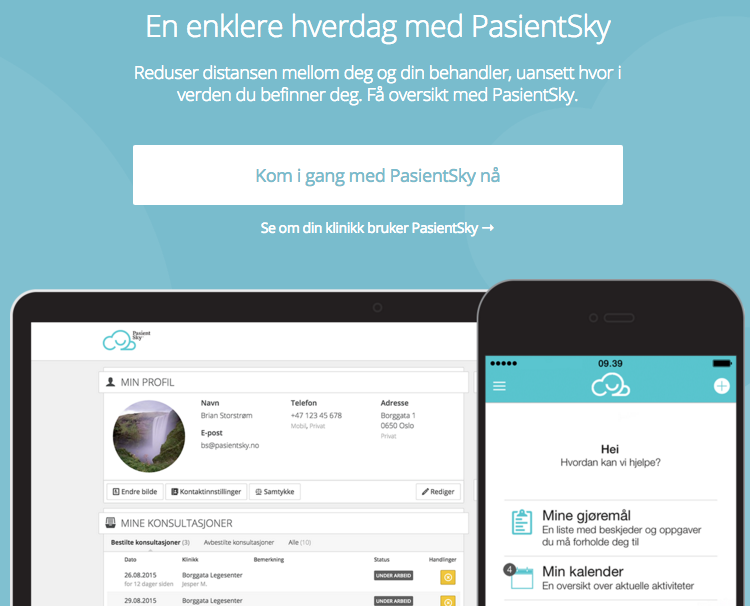 En enklere hverdag med PasientSky
Reduser distansen mellom deg og din behandler, uansett hvor i
verden du befinner deg. Få oversikt med PasientSky.
Kom i gang med PasientSky nå
Se om din klinikk bruker PasientSky →
Pasient
Sky
MIN PROFIL
Navn
Brian Storstrøm
E-post
bs@pasientsky.no
Telefon
+47 123 45 678
Mobil, Privat
Adresse
Borggata 1
0650 Oslo
Privat
Endre bilde Kontaktinnstillinger Samtykke Rediger
MINE KONSULTASJONER
Bestilte konsultasjoner (3) Avbestilte konsultasjoner Alle (10)
Dato Klinikk Bemerkning Status Handlinger
26.08.2015 Borggata Legesenter UNDER ARBEID
for 12 dager siden Jesper M.
29.08.2015 Borggata Legesenter UNDER ARBEID
09.39
Hei
Hvordan kan vi hjelpe?
Mine gjøremål
En liste med beskjeder og oppgaver
du må forholde deg til
4
Min kalender
En oversikt over aktuelle aktiviteter